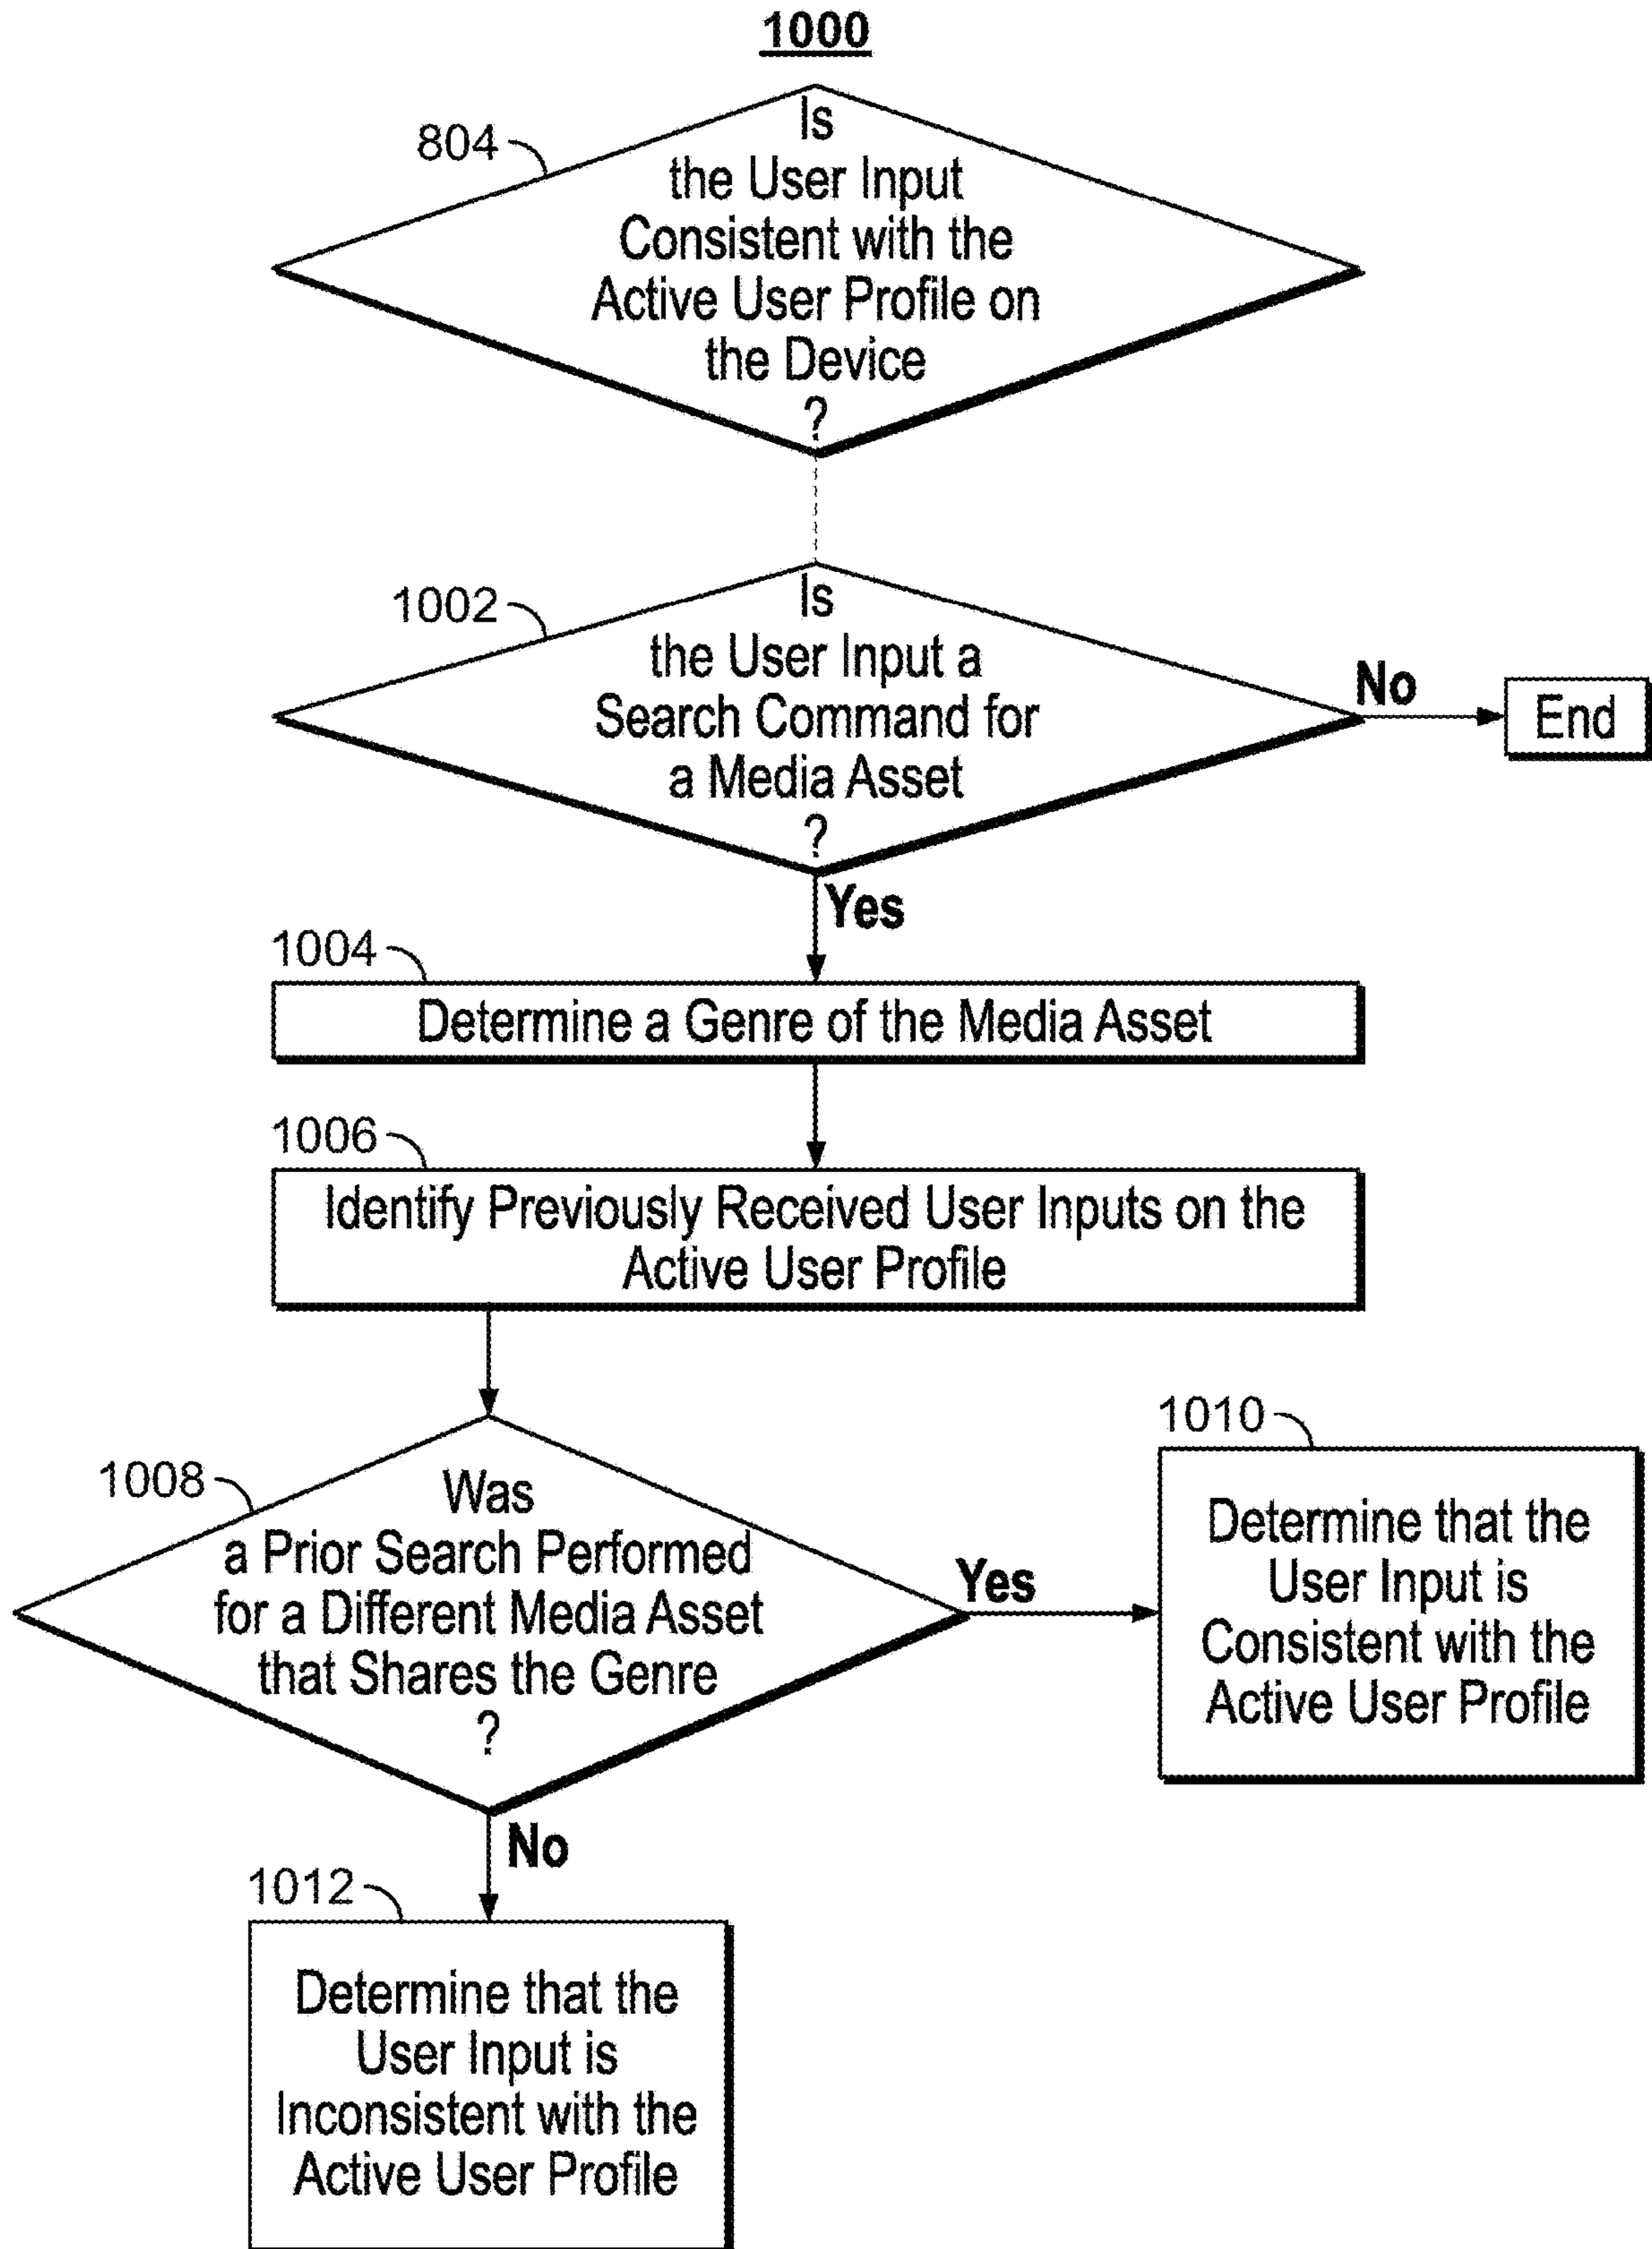 1000
804
Is
the User Input
Consistent with the
Active User Profile on
the Device
?
1002
Is
the User Input a
Search Command for
a Media Asset
?
No
End
Yes
1004
Determine a Genre of the Media Asset
1006
Identify Previously Received User Inputs on the
Active User Profile
1008
Was
a Prior Search Performed
for a Different Media Asset
that Shares the Genre
?
Yes
1010
Determine that the
User Input is
Consistent with the
Active User Profile
No
1012
Determine that the
User Input is
Inconsistent with the
Active User Profile